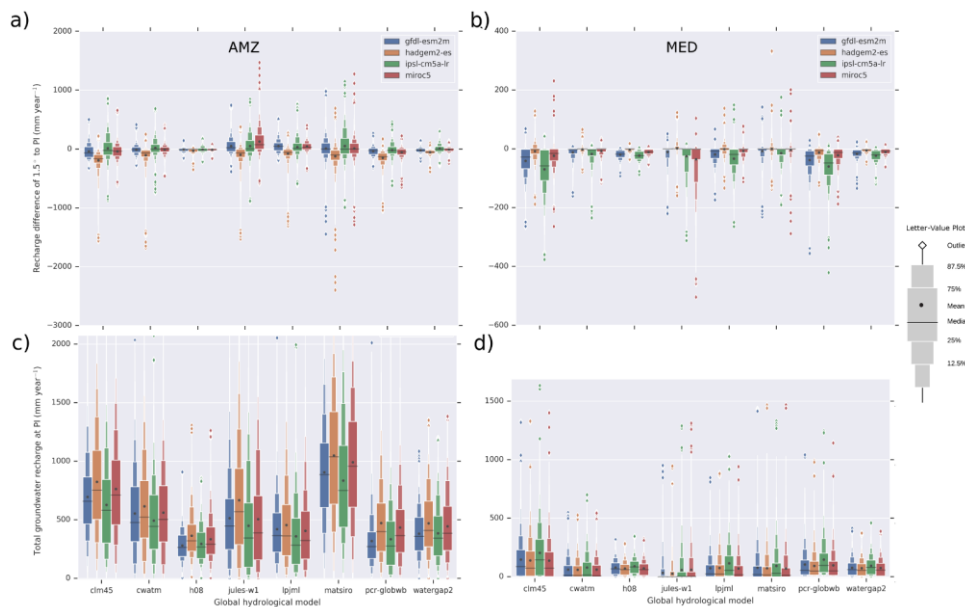 a)
2000
1000
0
−1000
−2000
−3000
Recharge difference of 1.5° to PI (mm year⁻¹)
AMZ
gfdl-esm2m
hadgem2-es
ipsl-cm5a-lr
miroc5
b)
400
200
0
−200
−400
−600
MED
gfdl-esm2m
hadgem2-es
ipsl-cm5a-lr
miroc5
Letter-Value Plot
Outlie
87.5%
75%
Mean
Media
25%
12.5%
c)
2000
1500
1000
500
0
Total groundwater recharge at PI (mm year⁻¹)
clm45 cwatm h08 jules-w1 lpjml matsiro pcr-globwb watergap2
Global hydrological model
d)
1500
1000
500
0
clm45 cwatm h08 jules-w1 lpjml matsiro pcr-globwb watergap2
Global hydrological model